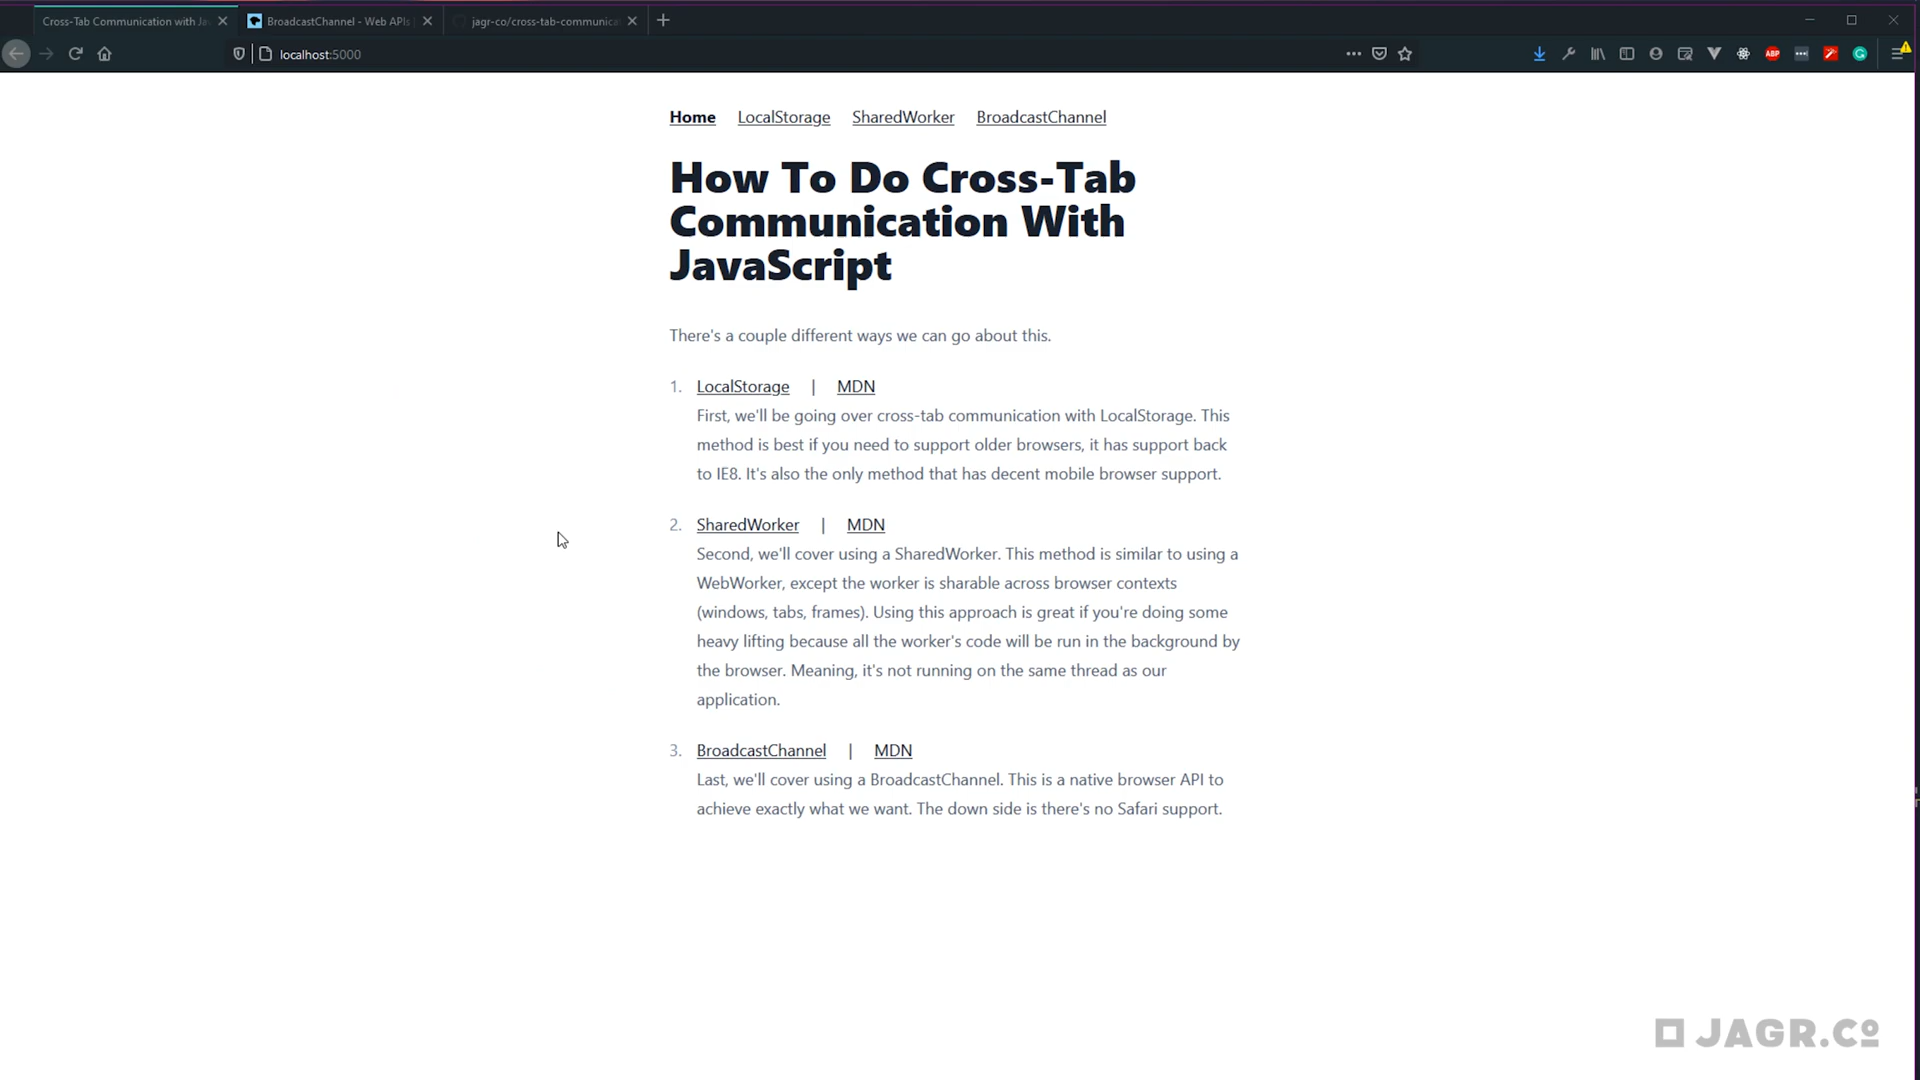 Cross-Tab Communication with Ja
BroadcastChannel - Web APIs
jagr-co/cross-tab-communica
localhost:5000
ABP
Home LocalStorage SharedWorker BroadcastChannel
How To Do Cross-Tab
Communication With
JavaScript
There's a couple different ways we can go about this.
1. LocalStorage | MDN
First, we'll be going over cross-tab communication with LocalStorage. This
method is best if you need to support older browsers, it has support back
to IE8. It's also the only method that has decent mobile browser support.
2. SharedWorker | MDN
Second, we'll cover using a SharedWorker. This method is similar to using a
WebWorker, except the worker is sharable across browser contexts
(windows, tabs, frames). Using this approach is great if you're doing some
heavy lifting because all the worker's code will be run in the background by
the browser. Meaning, it's not running on the same thread as our
application.
3. BroadcastChannel | MDN
Last, we'll cover using a BroadcastChannel. This is a native browser API to
achieve exactly what we want. The down side is there's no Safari support.
JAGR.Co